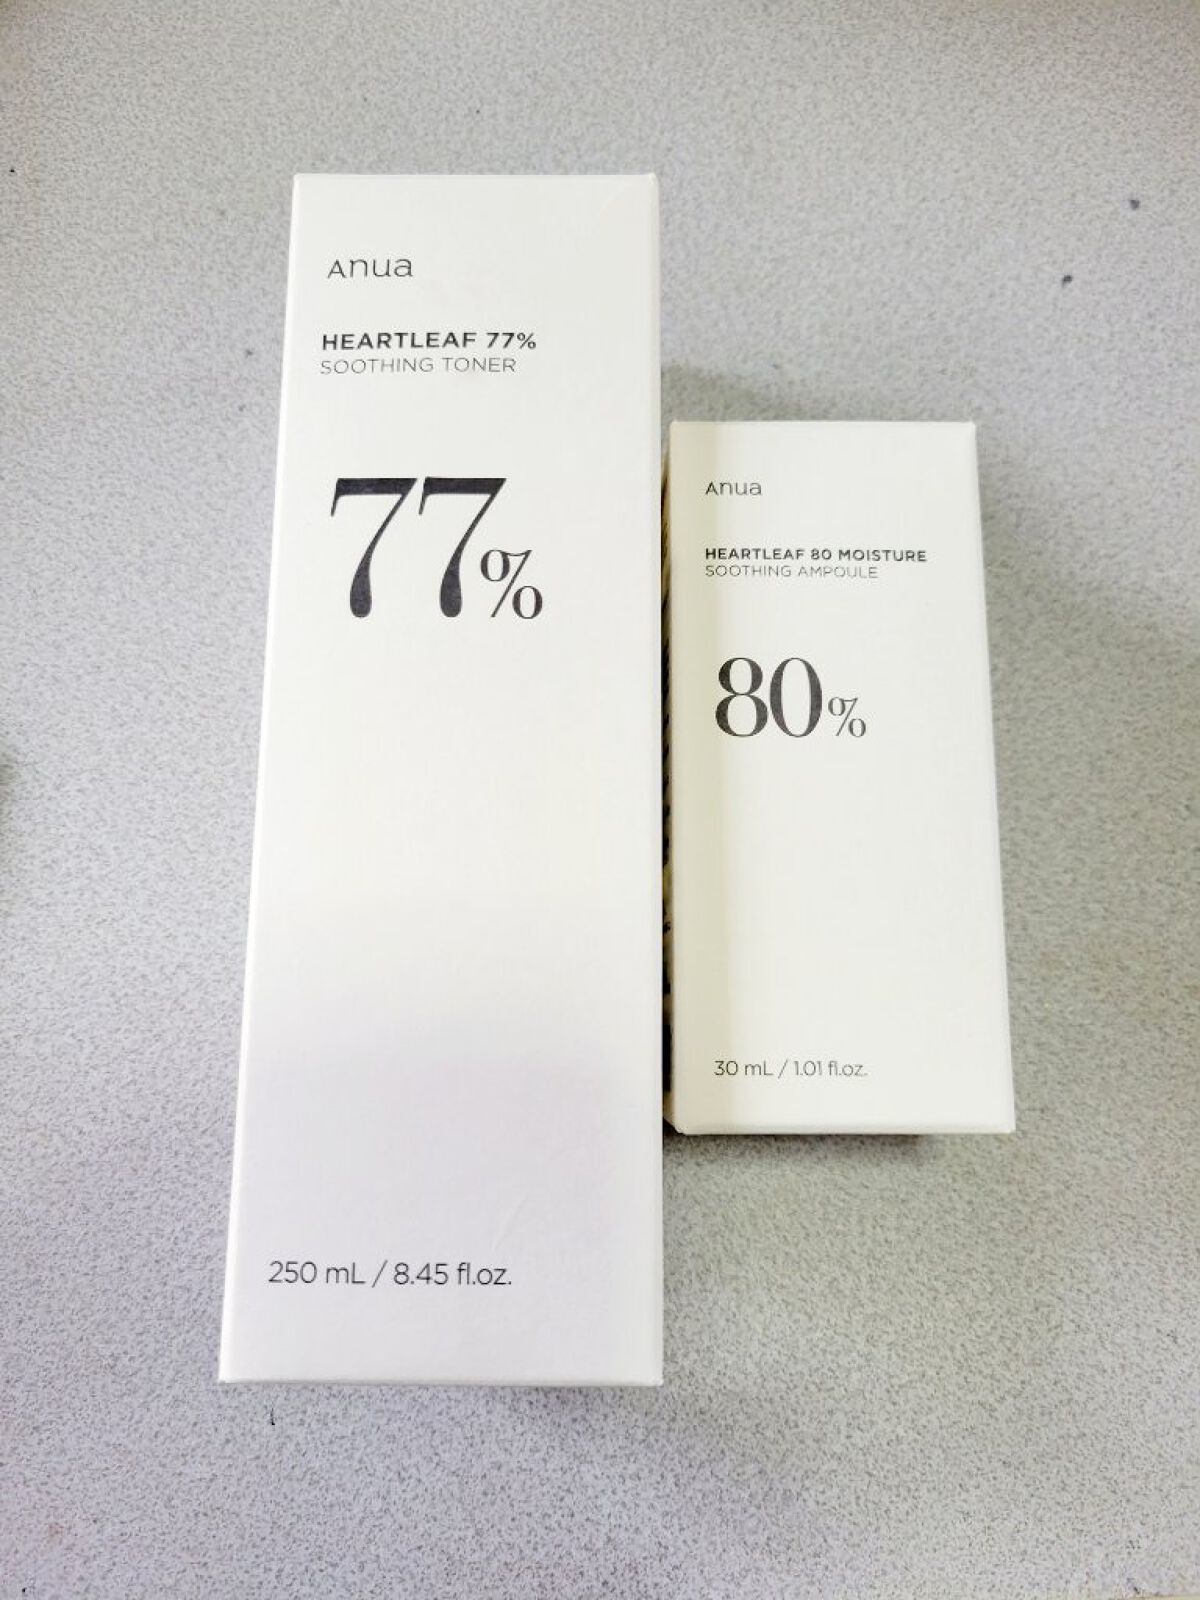 Anua
HEARTLEAF 77%
SOOTHING TONER
77%
250 mL / 8.45 fl.oz.
Anua
HEARTLEAF 80 MOISTURE
SOOTHING AMPOULE
80%
30 mL / 1.01 fl.oz.